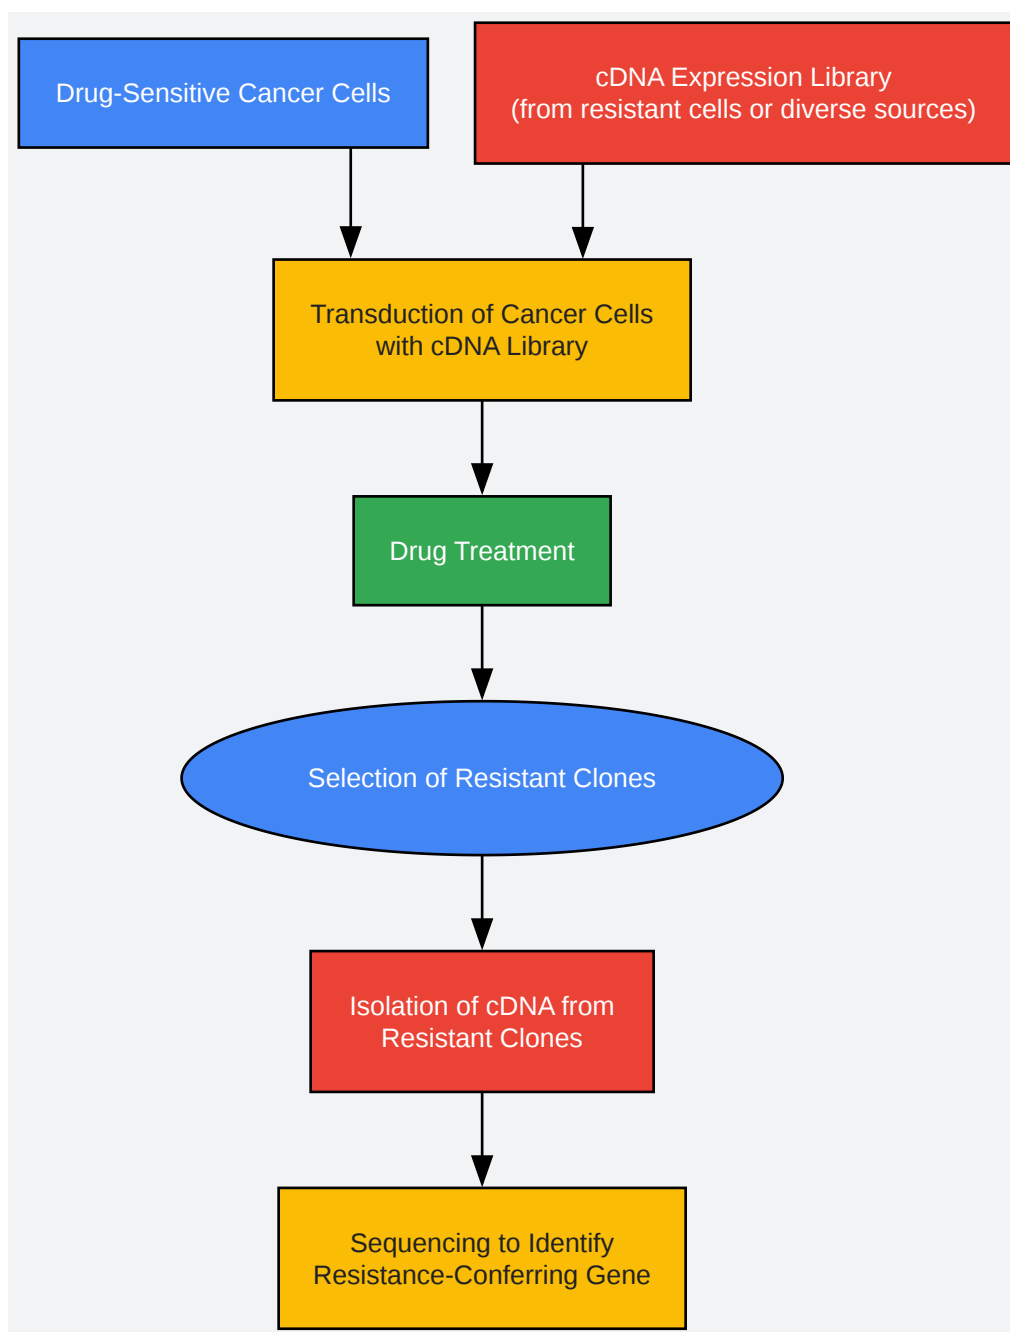 Drug-Sensitive Cancer Cells
cDNA Expression Library
(from resistant cells or diverse sources)
Transduction of Cancer Cells
with cDNA Library
Drug Treatment
Selection of Resistant Clones
Isolation of cDNA from
Resistant Clones
Sequencing to Identify
Resistance-Conferring Gene